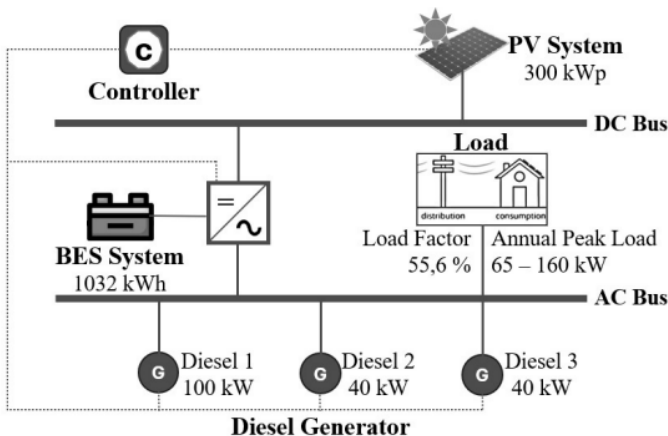 C
Controller
PV System
300 kWp
DC Bus
Load
distribution
consumption
=
BES System
1032 kWh
Load Factor
55,6 %
Annual Peak Load
65 – 160 kW
AC Bus
G
Diesel 1
100 kW
G
Diesel 2
40 kW
G
Diesel 3
40 kW
Diesel Generator